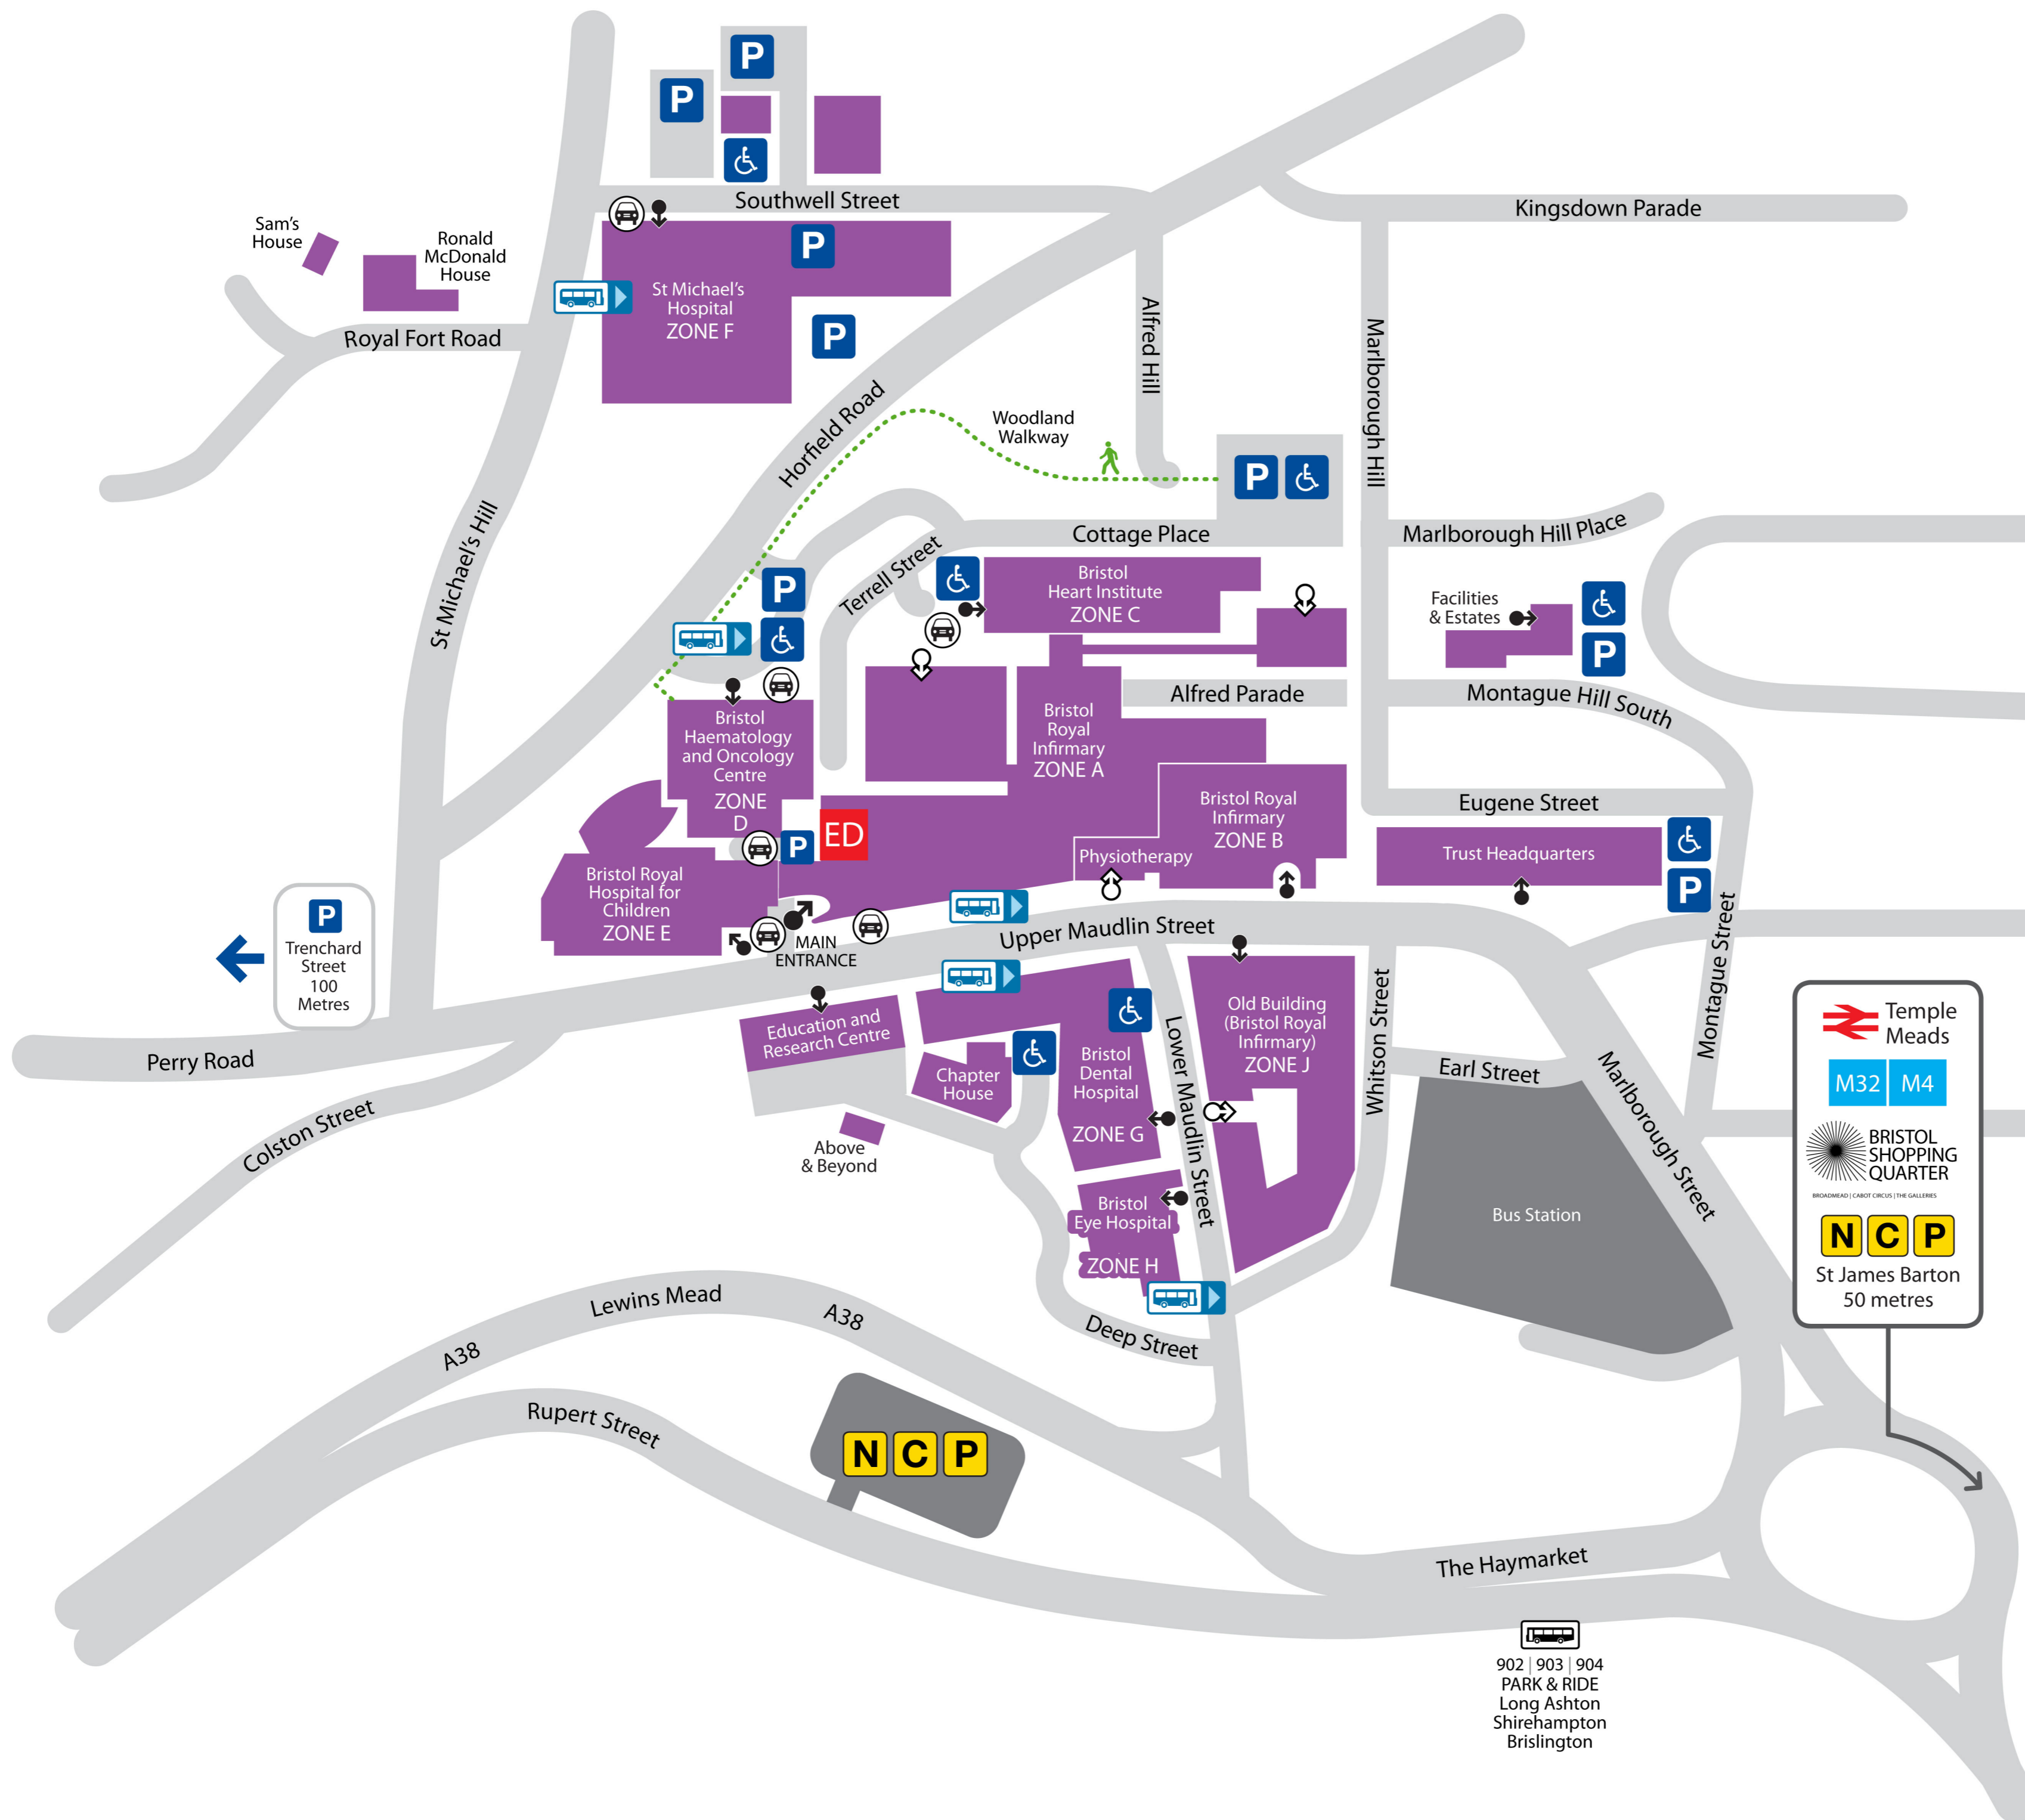 P
P
Southwell Street
Kingsdown Parade
Sam's
House
Ronald
McDonald
House
P
St Michael's
Hospital
ZONE F
P
Royal Fort Road
Alfred Hill
Marlborough Hill
Horfield Road
Woodland
Walkway
P
St Michael's Hill
Cottage Place
Marlborough Hill Place
Terrell Street
P
Bristol
Heart Institute
ZONE C
Facilities
& Estates
P
Alfred Parade
Montague Hill South
Bristol
Haematology
and Oncology
Centre
ZONE
D
Bristol
Royal
Infirmary
ZONE A
Bristol Royal
Infirmary
ZONE B
Eugene Street
P
ED
Physiotherapy
Trust Headquarters
P
Bristol Royal
Hospital for
Children
ZONE E
MAIN
ENTRANCE
Upper Maudlin Street
Montague Street
P
Trenchard
Street
100
Metres
Education and
Research Centre
Old Building
(Bristol Royal
Infirmary)
ZONE J
Whitson Street
Lower Maudlin Street
Perry Road
Chapter
House
Bristol
Dental
Hospital
ZONE G
Earl Street
Marlborough Street
Temple
Meads
M32
M4
BRISTOL
SHOPPING
QUARTER
BROADMEAD | CABOT CIRCUS | THE GALLERIES
N C P
St James Barton
50 metres
Colston Street
Above
& Beyond
Bristol
Eye Hospital
ZONE H
Bus Station
Lewins Mead
A38
A38
Deep Street
Rupert Street
N C P
The Haymarket
902 | 903 | 904
PARK & RIDE
Long Ashton
Shirehampton
Brislington